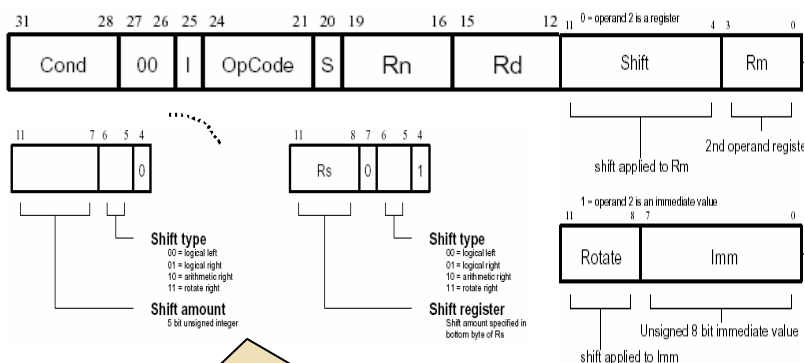 31 28 27 26 25 24 21 20 19 16 15 12
11 0 = operand 2 is a register 4 3 0
Cond 00 I OpCode S Rn Rd Shift Rm
shift applied to Rm
2nd operand registe
11 7 6 5 4
0
Shift type
00 = logical left
01 = logical right
10 = arithmetic right
11 = rotate right
Shift amount
5 bit unsigned integer
11 8 7 6 5 4
Rs 0 1
Shift type
00 = logical left
01 = logical right
10 = arithmetic right
11 = rotate right
Shift register
Shift amount specified in
bottom byte of Rs
1 = operand 2 is an immediate value
11 8 7 0
Rotate Imm
Unsigned 8 bit immediate value
shift applied to Imm